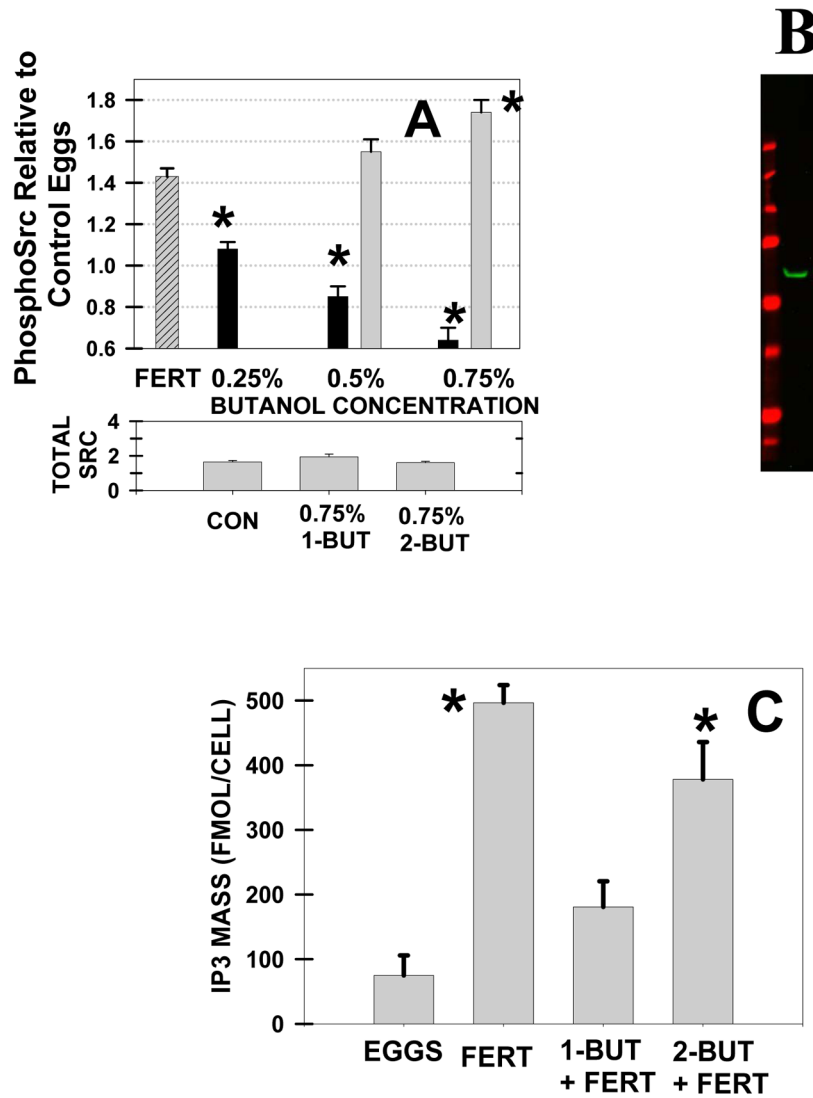 B
PhosphoSrc Relative to
Control Eggs
1.8
1.6
1.4
1.2
1.0
0.8
0.6
A
*
*
*
*
FERT 0.25% 0.5% 0.75%
BUTANOL CONCENTRATION
TOTAL
SRC
4
2
0
CON
0.75%
1-BUT
0.75%
2-BUT
IP3 MASS (FMOL/CELL)
500
400
300
200
100
0
*
*
C
EGGS
FERT
1-BUT
+ FERT
2-BUT
+ FERT